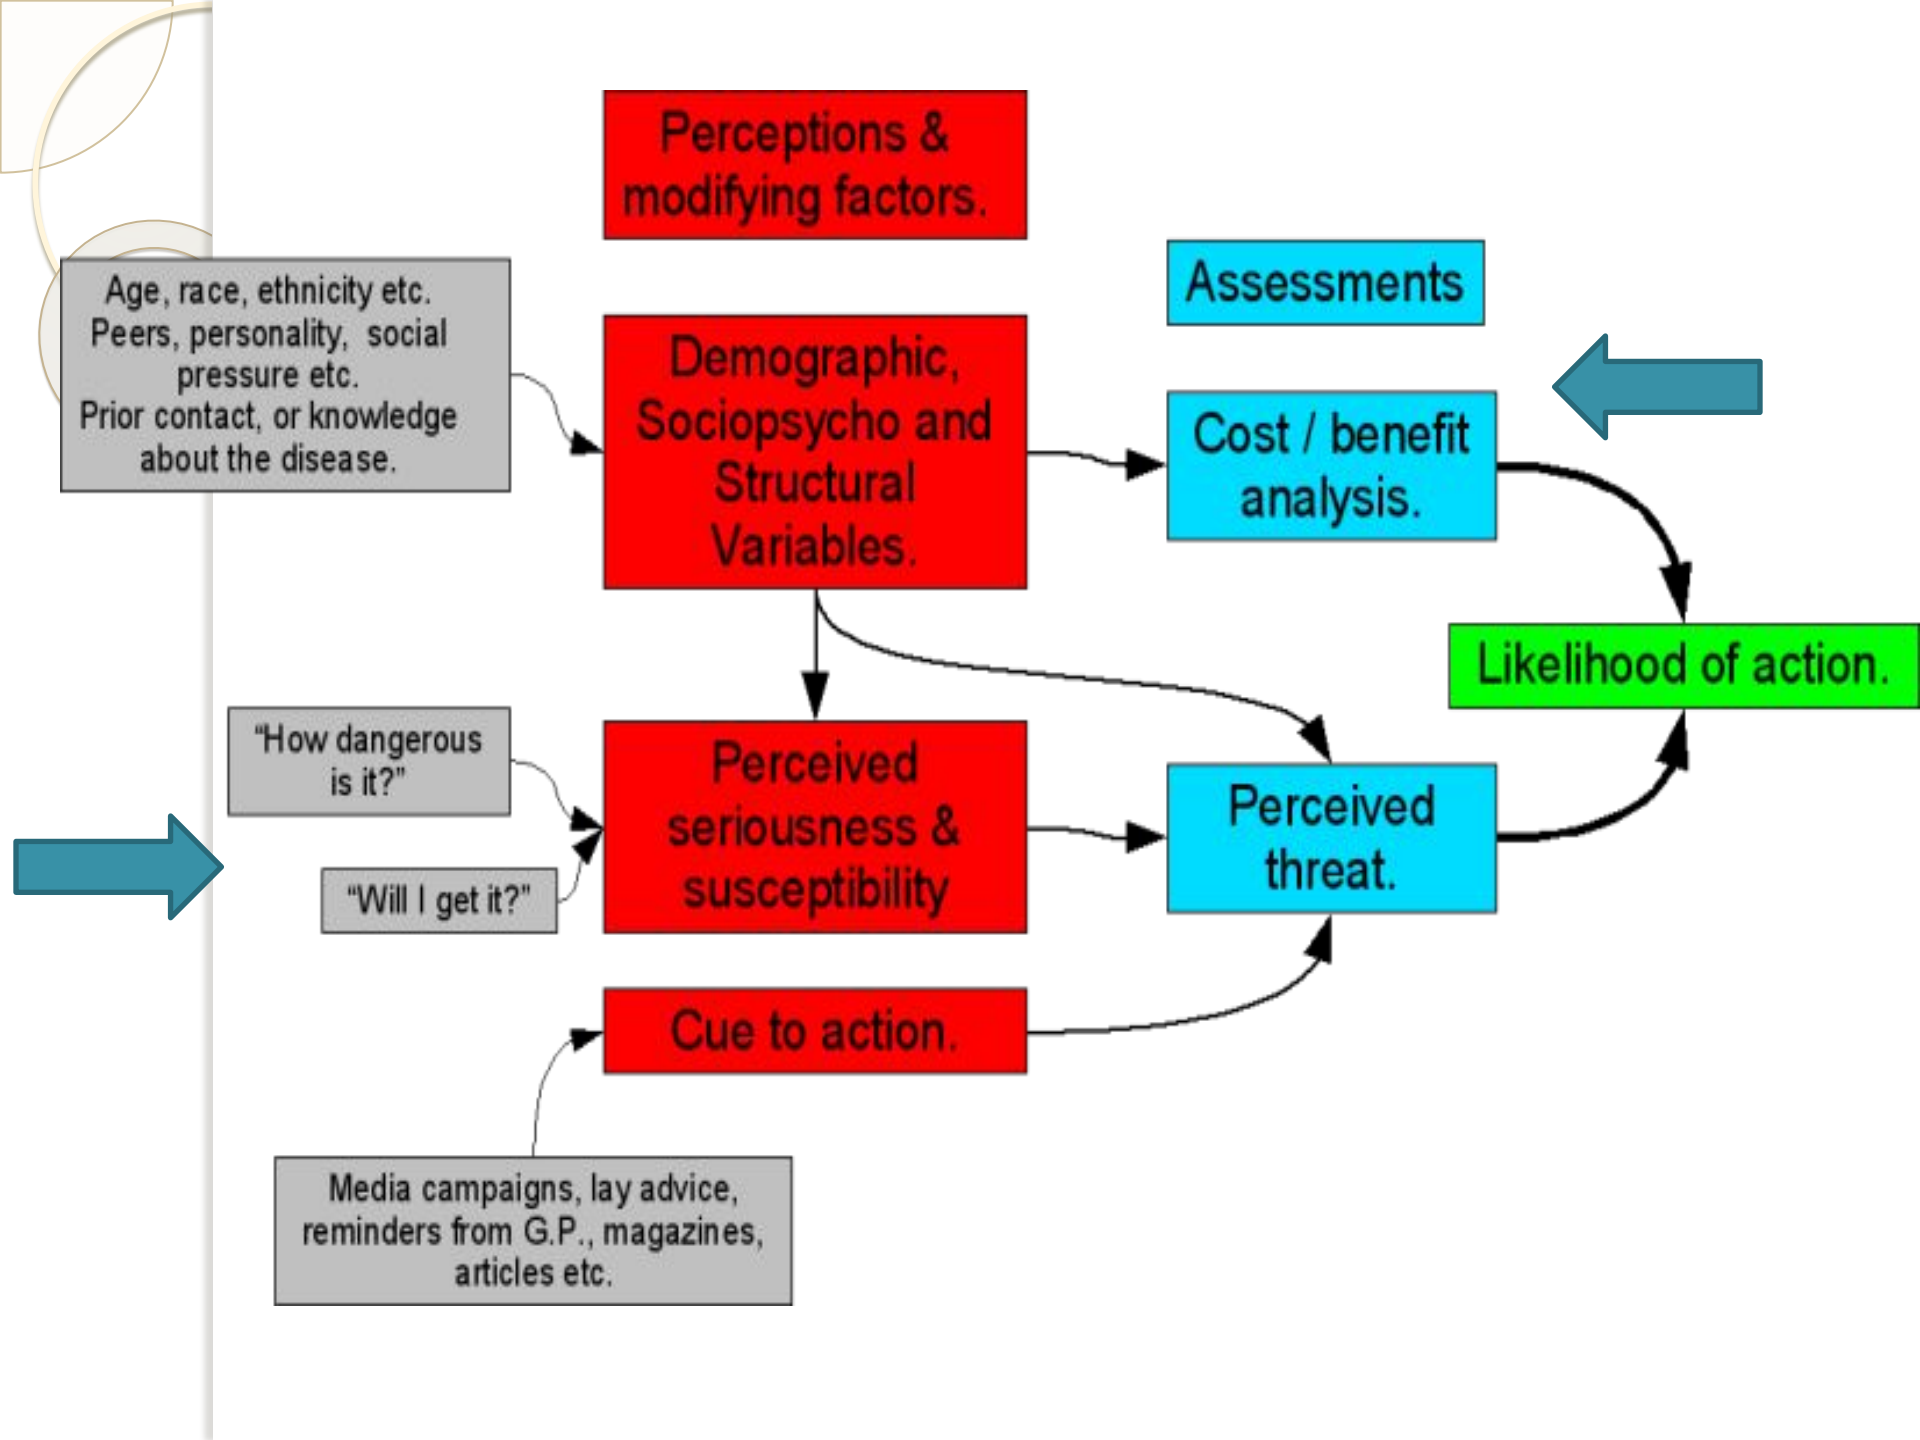 Perceptions &
modifying factors.
Assessments
Age, race, ethnicity etc.
Peers, personality, social
pressure etc.
Prior contact, or knowledge
about the disease.
Demographic,
Sociopsycho and
Structural
Variables.
Cost / benefit
analysis.
Likelihood of action.
“How dangerous
is it?”
“Will I get it?”
Perceived
seriousness &
susceptibility
Perceived
threat.
Cue to action.
Media campaigns, lay advice,
reminders from G.P., magazines,
articles etc.